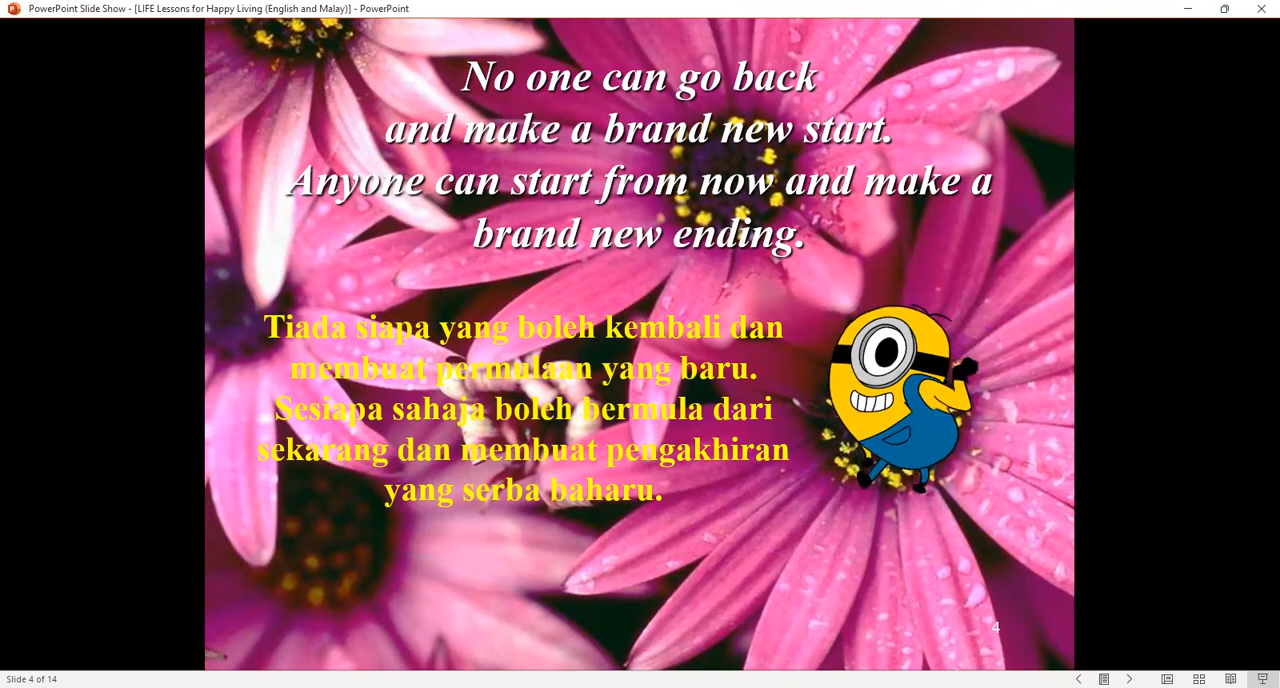 PowerPoint Slide Show - [LIFE Lessons for Happy Living (English and Malay)] - PowerPoint
No one can go back
and make a brand new start.
Anyone can start from now and make a
brand new ending.
Tiada siapa yang boleh kembali dan
membuat permulaan yang baru.
Sesiapa sahaja boleh bermula dari
sekarang dan membuat pengakhiran
yang serba baharu.
4
Slide 4 of 14